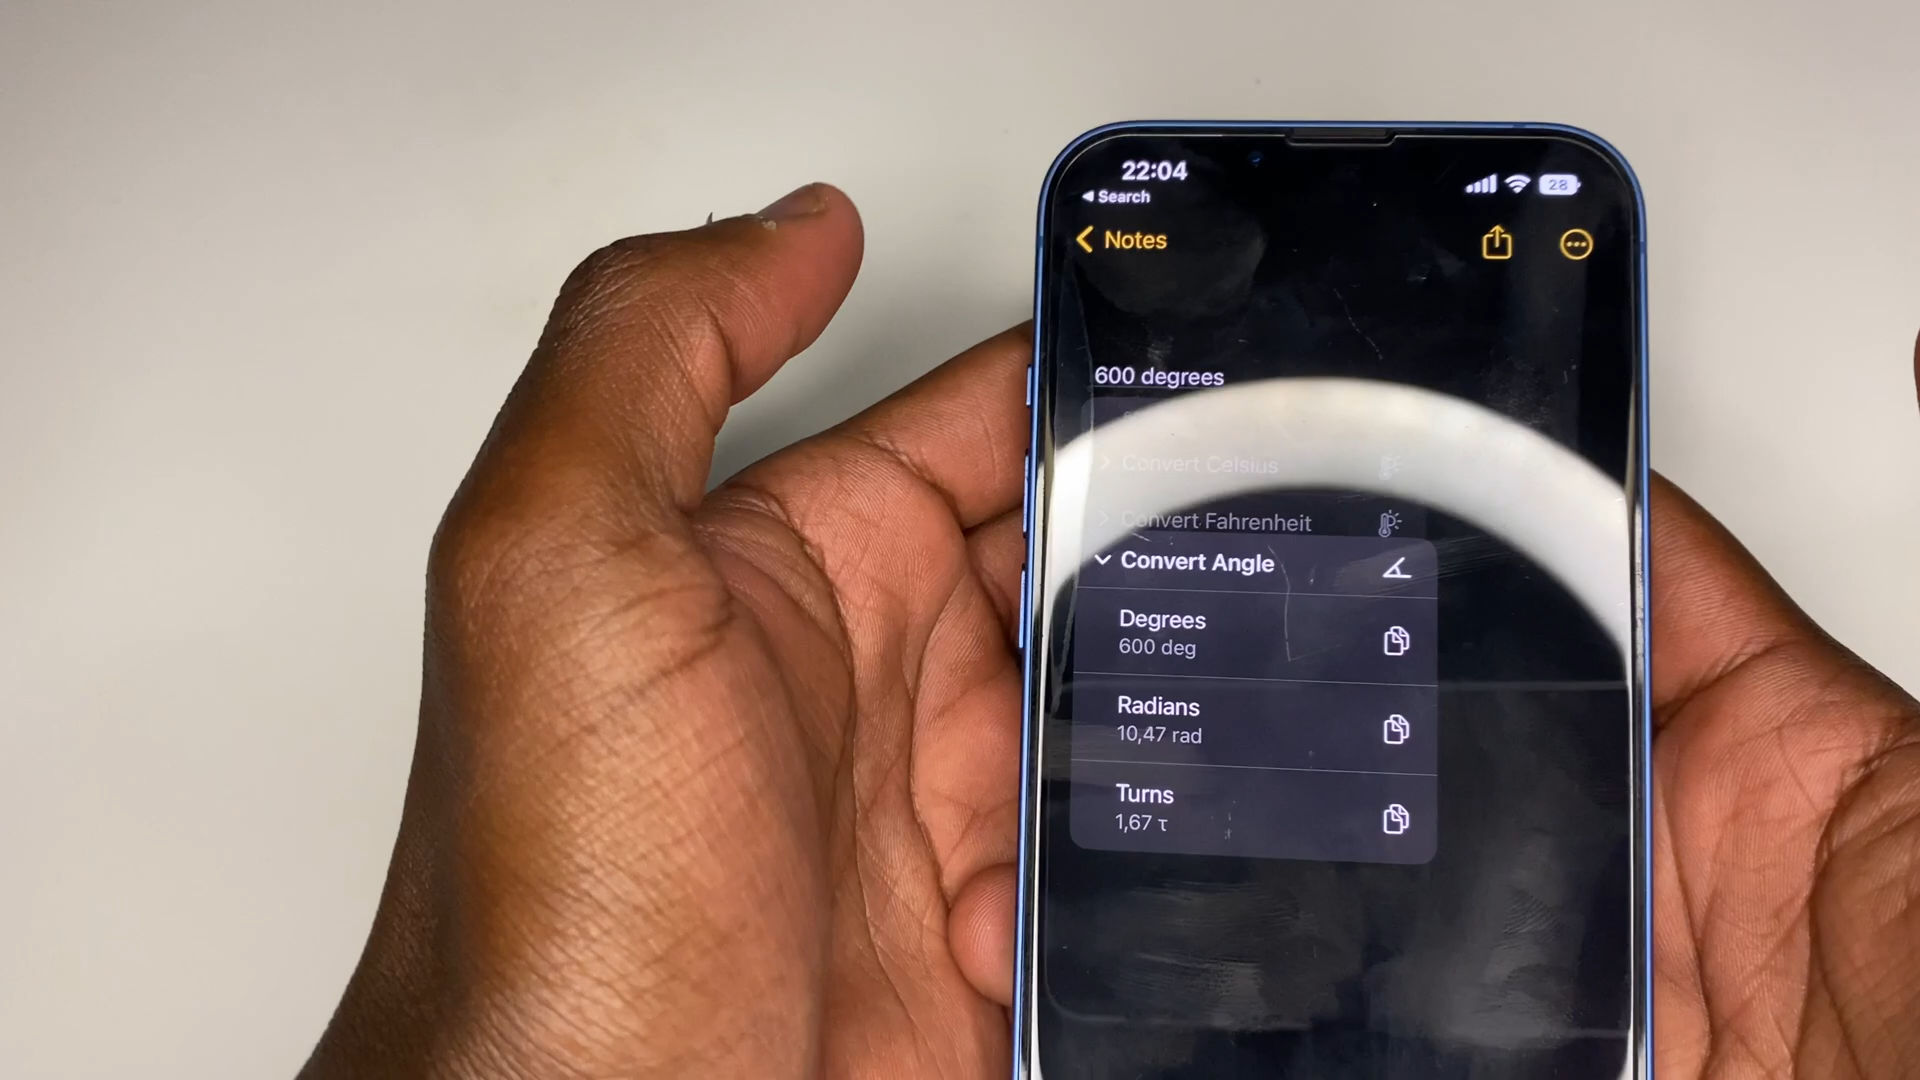 22:04
Search
28
Notes
600 degrees
Convert Celsius
Convert Fahrenheit
Convert Angle
Degrees
600 deg
Radians
10,47 rad
Turns
1,67 τ